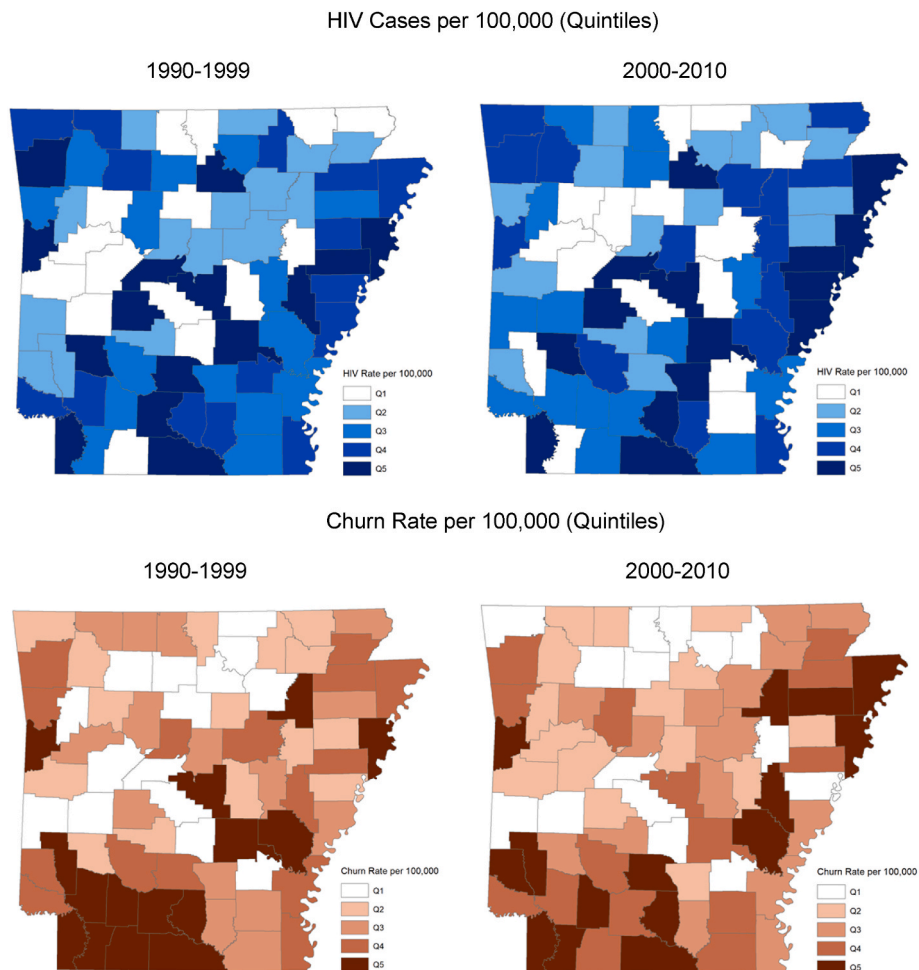 HIV Cases per 100,000 (Quintiles)
1990-1999
2000-2010
HIV Rate per 100,000
Q1
Q2
Q3
Q4
Q5
HIV Rate per 100,000
Q1
Q2
Q3
Q4
Q5
Churn Rate per 100,000 (Quintiles)
1990-1999
2000-2010
Churn Rate per 100,000
Q1
Q2
Q3
Q4
Q5
Churn Rate per 100,000
Q1
Q2
Q3
Q4
Q5